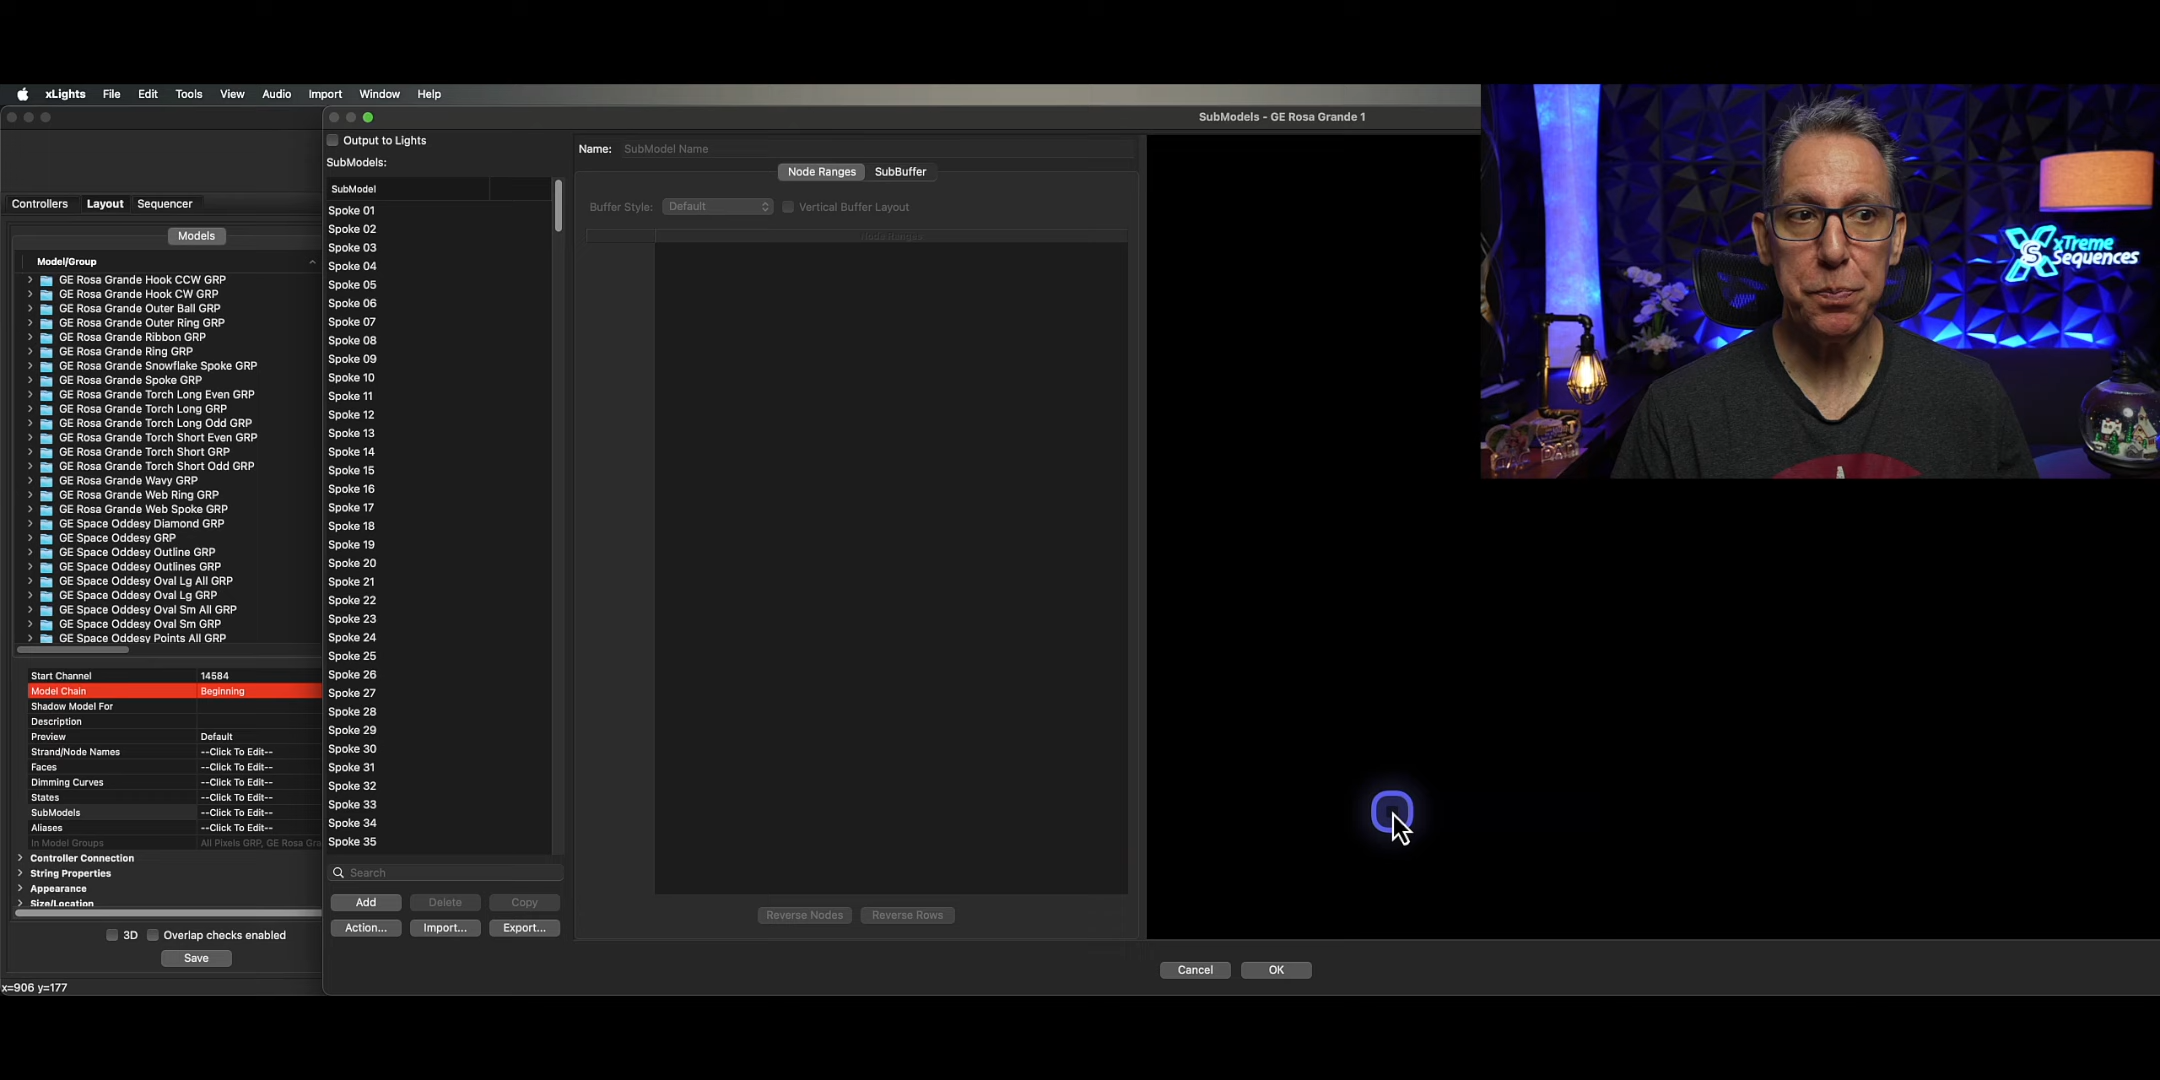 xLights File Edit Tools View Audio Import Window Help
SubModels - GE Rosa Grande 1
Output to Lights
SubModels:
SubModel
Spoke 01
Spoke 02
Spoke 03
Spoke 04
Spoke 05
Spoke 06
Spoke 07
Spoke 08
Spoke 09
Spoke 10
Spoke 11
Spoke 12
Spoke 13
Spoke 14
Spoke 15
Spoke 16
Spoke 17
Spoke 18
Spoke 19
Spoke 20
Spoke 21
Spoke 22
Spoke 23
Spoke 24
Spoke 25
Spoke 26
Spoke 27
Spoke 28
Spoke 29
Spoke 30
Spoke 31
Spoke 32
Spoke 33
Spoke 34
Spoke 35
Search
Add Delete Copy
Action... Import... Export...
Name: SubModel Name
Node Ranges SubBuffer
Buffer Style: Default Vertical Buffer Layout
Node Ranges
Reverse Nodes Reverse Rows
Cancel OK
Controllers Layout Sequencer
Models
Model/Group
GE Rosa Grande Hook CCW GRP
GE Rosa Grande Hook CW GRP
GE Rosa Grande Outer Ball GRP
GE Rosa Grande Outer Ring GRP
GE Rosa Grande Ribbon GRP
GE Rosa Grande Ring GRP
GE Rosa Grande Snowflake Spoke GRP
GE Rosa Grande Spoke GRP
GE Rosa Grande Torch Long Even GRP
GE Rosa Grande Torch Long GRP
GE Rosa Grande Torch Long Odd GRP
GE Rosa Grande Torch Short Even GRP
GE Rosa Grande Torch Short GRP
GE Rosa Grande Torch Short Odd GRP
GE Rosa Grande Wavy GRP
GE Rosa Grande Web Ring GRP
GE Rosa Grande Web Spoke GRP
GE Space Oddesy Diamond GRP
GE Space Oddesy GRP
GE Space Oddesy Outline GRP
GE Space Oddesy Outlines GRP
GE Space Oddesy Oval Lg All GRP
GE Space Oddesy Oval Lg GRP
GE Space Oddesy Oval Sm All GRP
GE Space Oddesy Oval Sm GRP
GE Space Oddesy Points All GRP
Start Channel 14584
Model Chain Beginning
Shadow Model For
Description
Preview Default
Strand/Node Names --Click To Edit--
Faces --Click To Edit--
Dimming Curves --Click To Edit--
States --Click To Edit--
SubModels --Click To Edit--
Aliases --Click To Edit--
In Model Groups All Pixels GRP, GE Rosa Gra
Controller Connection
String Properties
Appearance
Size/Location
3D Overlap checks enabled
Save
x=906 y=177
X S xTreme
Sequences